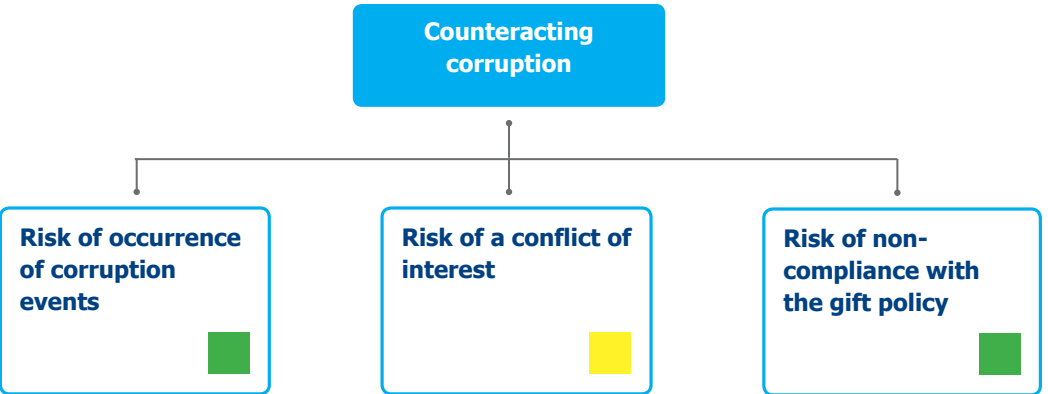 Counteracting
corruption
Risk of occurrence
of corruption
events
Risk of a conflict of
interest
Risk of non-
compliance with
the gift policy